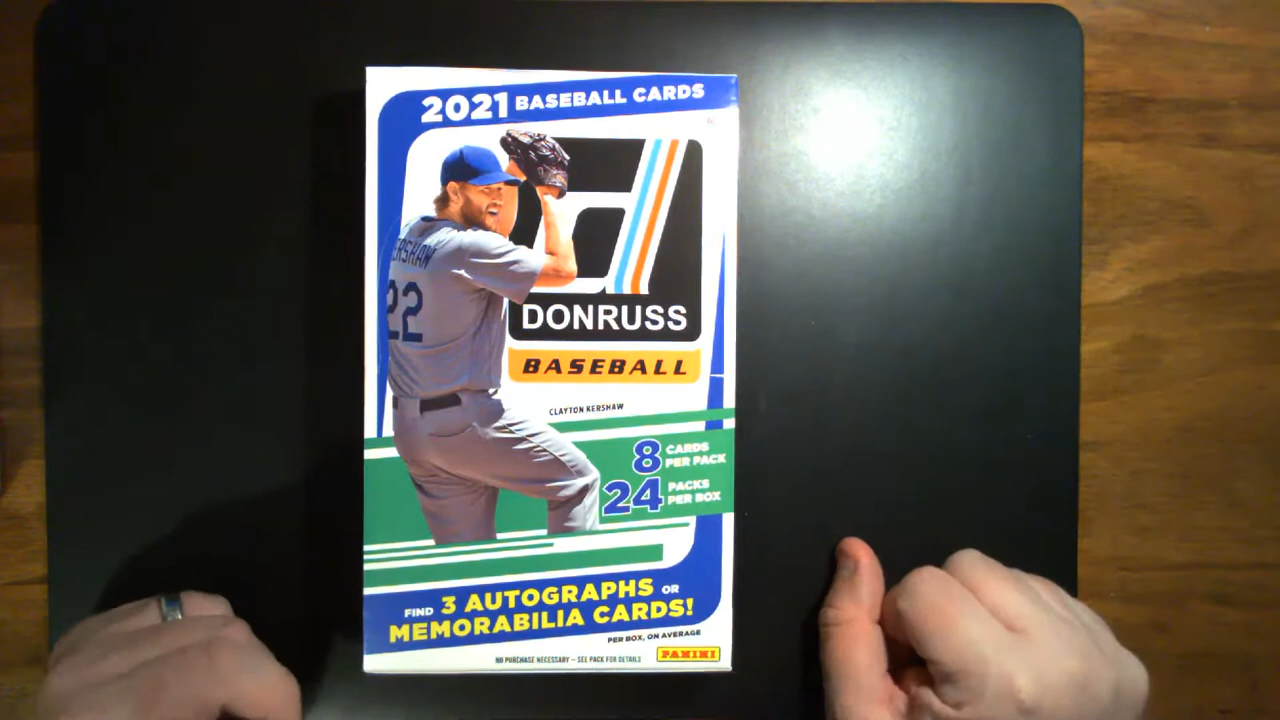 2021 BASEBALL CARDS
ERSHAW
22
DONRUSS
BASEBALL
CLAYTON KERSHAW
8 CARDS PER PACK
24 PACKS PER BOX
FIND 3 AUTOGRAPHS OR
MEMORABILIA CARDS!
PER BOX, ON AVERAGE
NO PURCHASE NECESSARY – SEE PACK FOR DETAILS
PANINI